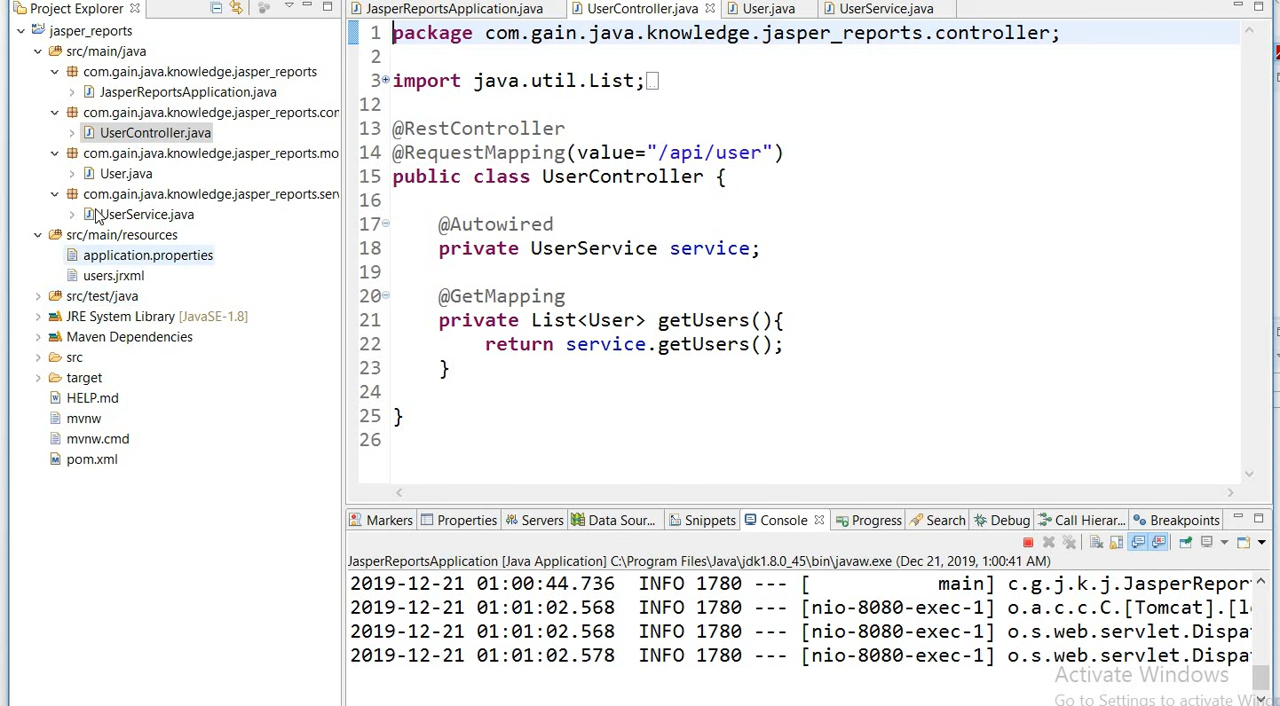 Project Explorer
JasperReportsApplication.java
UserController.java
User.java
UserService.java
jasper_reports
src/main/java
com.gain.java.knowledge.jasper_reports
JasperReportsApplication.java
com.gain.java.knowledge.jasper_reports.con
UserController.java
com.gain.java.knowledge.jasper_reports.mo
User.java
com.gain.java.knowledge.jasper_reports.ser
UserService.java
src/main/resources
application.properties
users.jrxml
src/test/java
JRE System Library [JavaSE-1.8]
Maven Dependencies
src
target
HELP.md
mvnw
mvnw.cmd
pom.xml
1 package com.gain.java.knowledge.jasper_reports.controller;
2
3 import java.util.List;
12
13 @RestController
14 @RequestMapping(value="/api/user")
15 public class UserController {
16
17 @Autowired
18 private UserService service;
19
20 @GetMapping
21 private List<User> getUsers(){
22 return service.getUsers();
23 }
24
25 }
26
Markers Properties Servers Data Sour... Snippets Console Progress Search Debug Call Hierar... Breakpoints
JasperReportsApplication [Java Application] C:\Program Files\Java\jdk1.8.0_45\bin\javaw.exe (Dec 21, 2019, 1:00:41 AM)
2019-12-21 01:00:44.736 INFO 1780 --- [ main] c.g.j.k.j.JasperRepor
2019-12-21 01:01:02.568 INFO 1780 --- [nio-8080-exec-1] o.a.c.c.C.[Tomcat].[l
2019-12-21 01:01:02.568 INFO 1780 --- [nio-8080-exec-1] o.s.web.servlet.Dispa
2019-12-21 01:01:02.578 INFO 1780 --- [nio-8080-exec-1] o.s.web.servlet.Dispa
Activate Windows
Go to Settings to activate Win